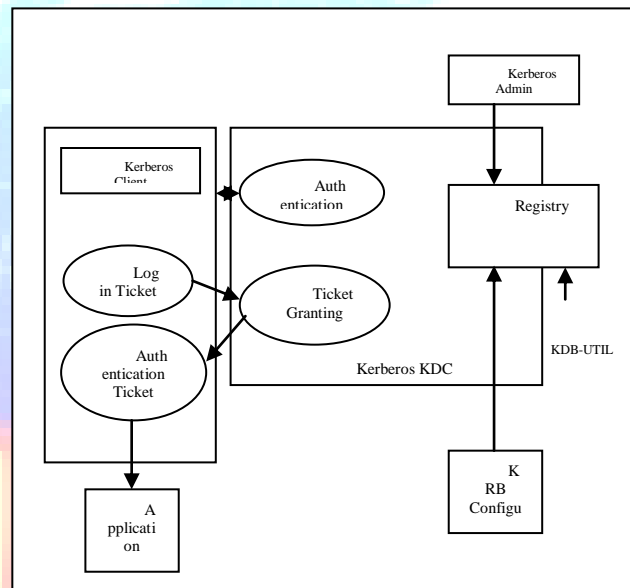 Kerberos
Admin
Kerberos
Client
Auth
entication
Registry
Log
in Ticket
Ticket
Granting
Auth
entication
Ticket
KDB-UTIL
Kerberos KDC
K
RB
Configu
A
pplicati
on